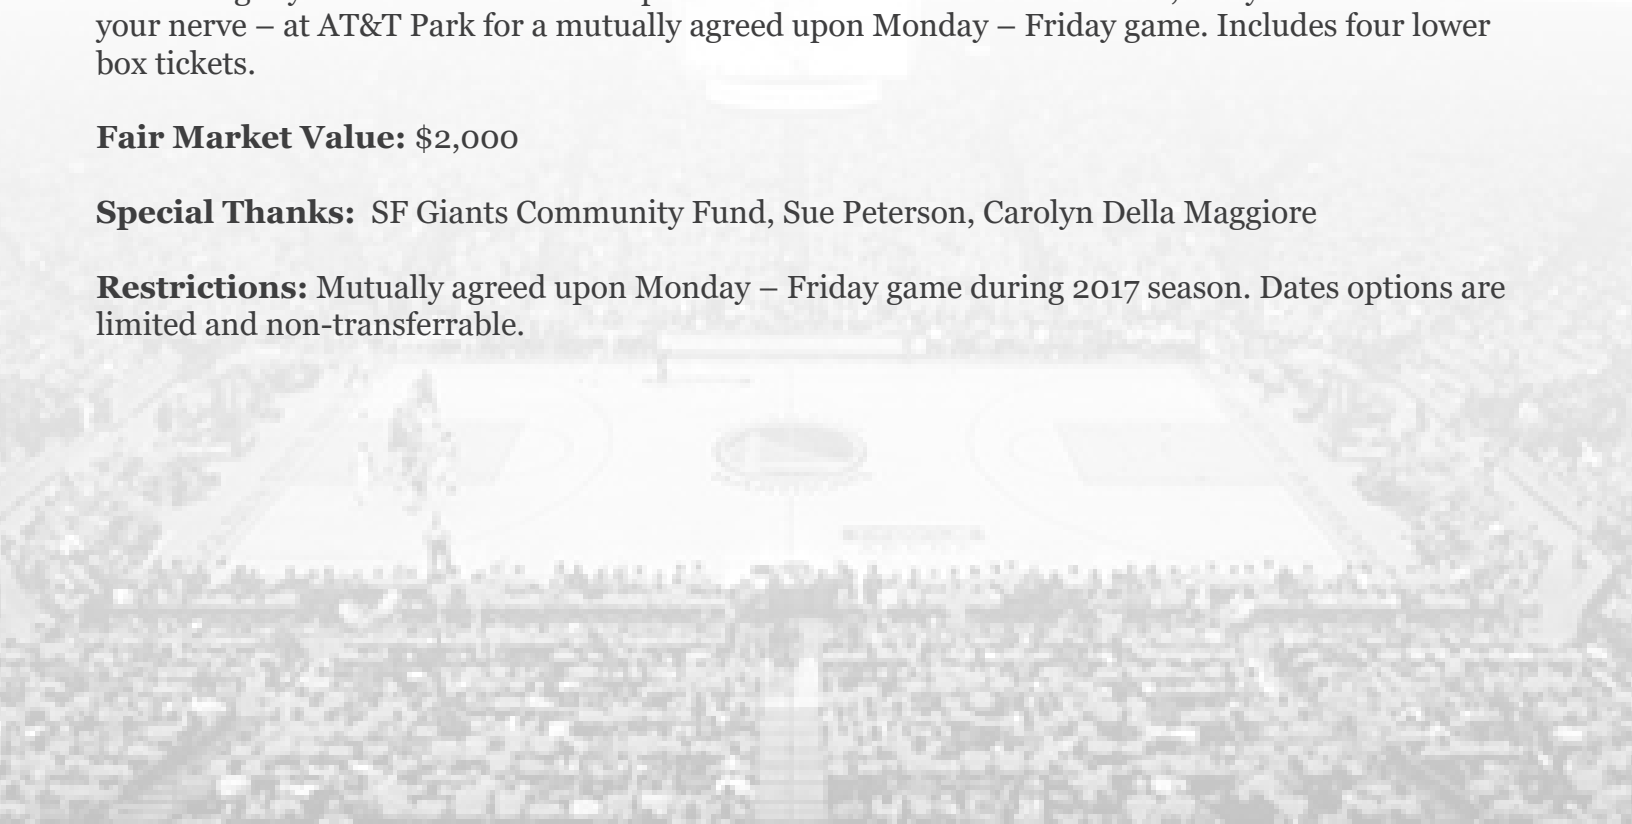 your nerve – at AT&T Park for a mutually agreed upon Monday – Friday game. Includes four lower
box tickets.
Fair Market Value: $2,000
Special Thanks:  SF Giants Community Fund, Sue Peterson, Carolyn Della Maggiore
Restrictions: Mutually agreed upon Monday – Friday game during 2017 season. Dates options are
limited and non-transferrable.